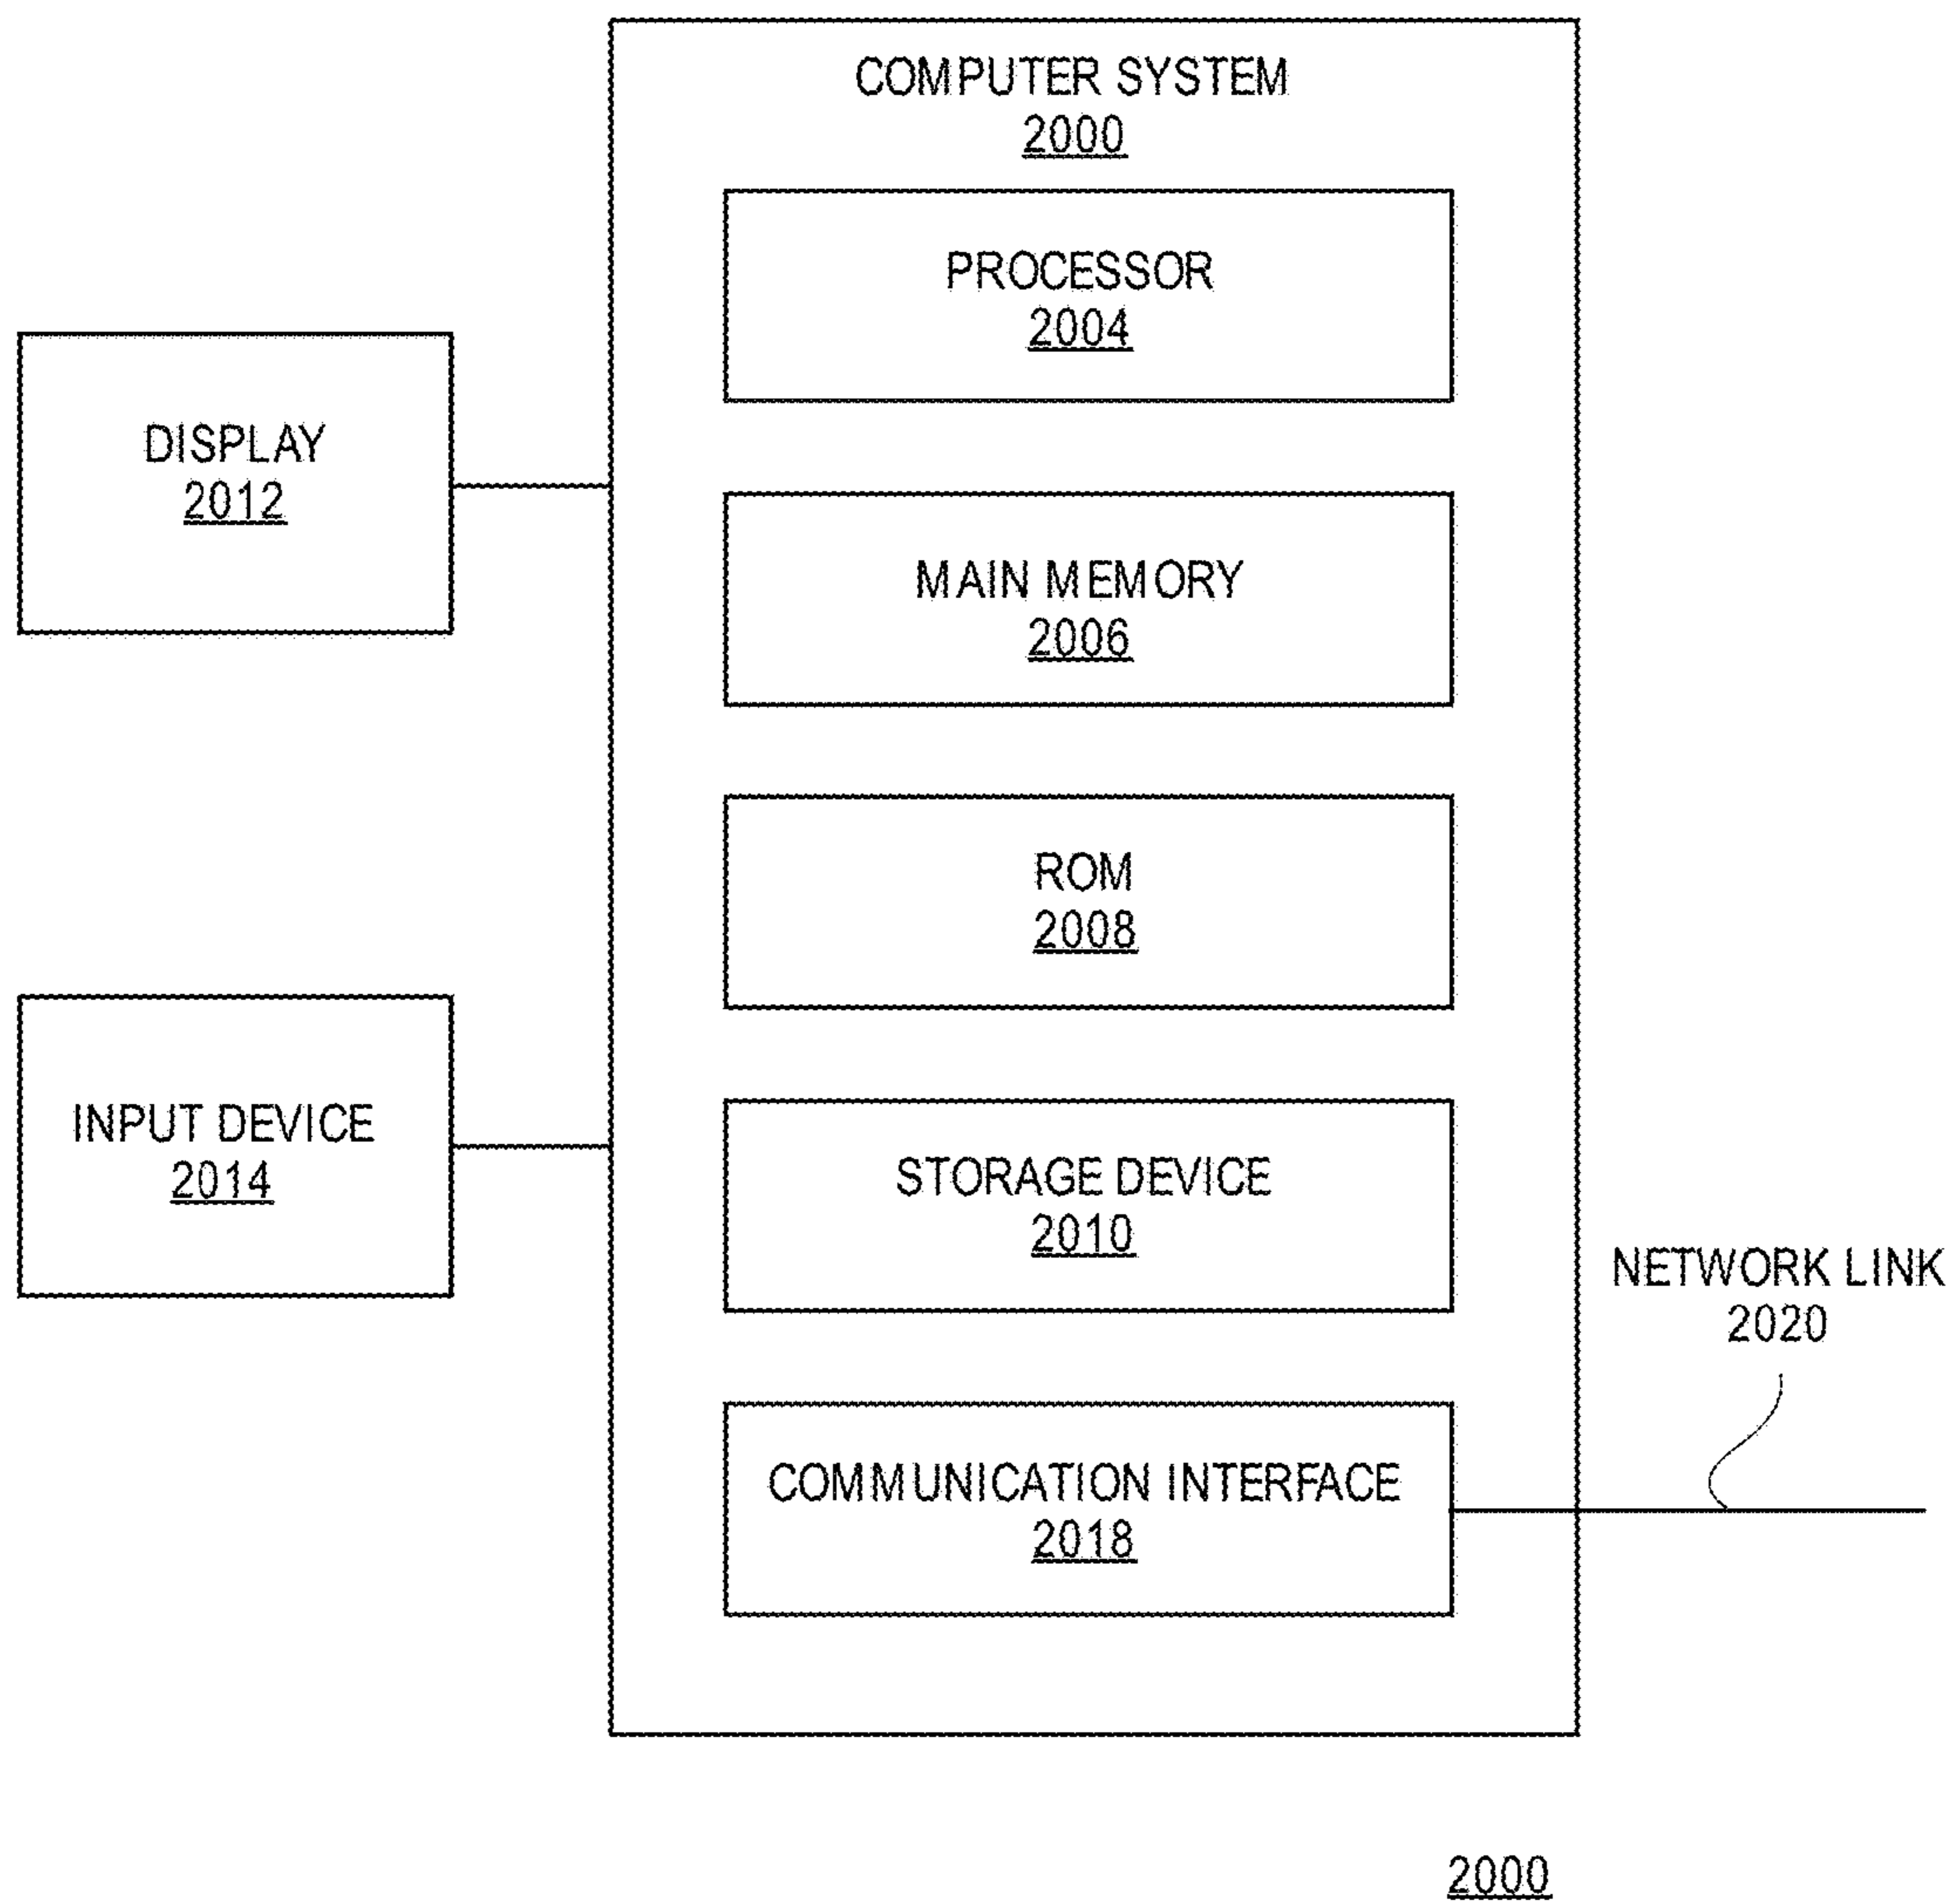 COMPUTER SYSTEM
2000
PROCESSOR
2004
DISPLAY
2012
MAIN MEMORY
2006
ROM
2008
INPUT DEVICE
2014
STORAGE DEVICE
2010
NETWORK LINK
2020
COMMUNICATION INTERFACE
2018
2000